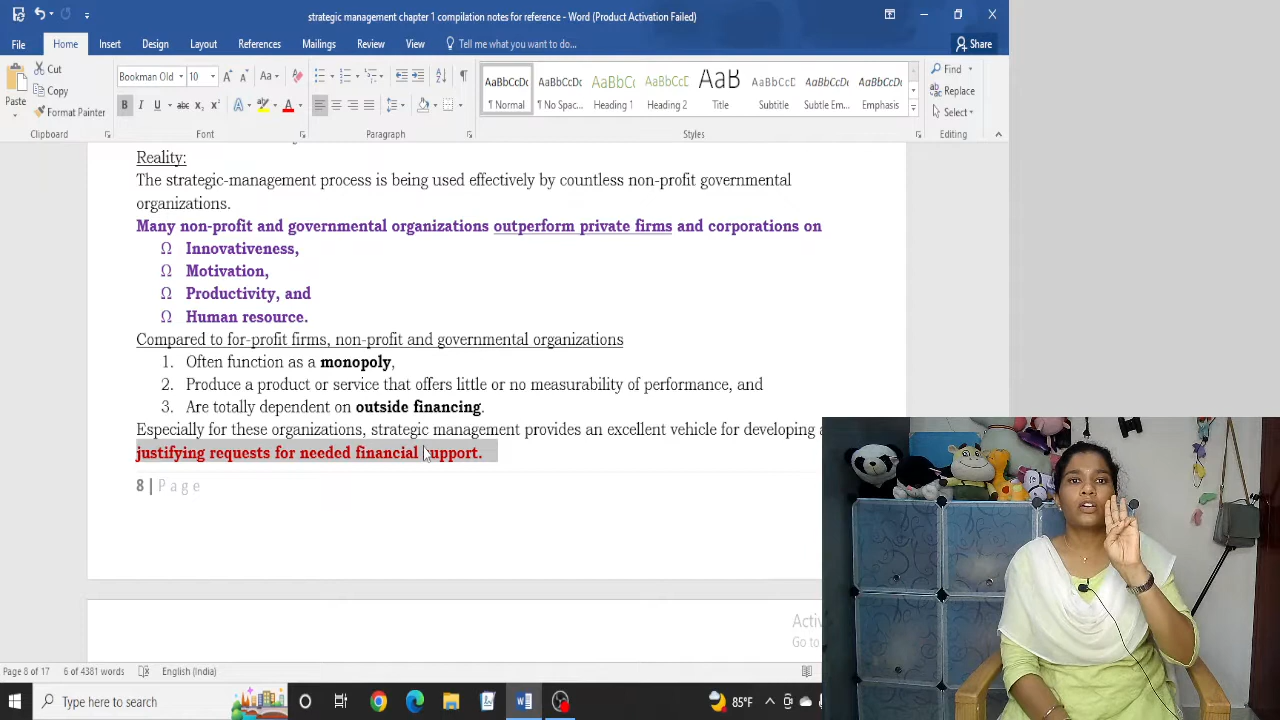 strategic management chapter 1 compilation notes for reference - Word (Product Activation Failed)
File Home Insert Design Layout References Mailings Review View Tell me what you want to do... Share
Paste Cut Copy Format Painter
Bookman Old 10 Aa
AaBbCcDc AaBbCcDc AaBbCc AaBbCcE AaB AaBbCcD AaBbCcDc AaBbCcDc
¶ Normal ¶ No Spac... Heading 1 Heading 2 Title Subtitle Subtle Em... Emphasis
Find Replace Select
Clipboard Font Paragraph Styles Editing
Reality:
The strategic-management process is being used effectively by countless non-profit governmental
organizations.
Many non-profit and governmental organizations outperform private firms and corporations on
Ω Innovativeness,
Ω Motivation,
Ω Productivity, and
Ω Human resource.
Compared to for-profit firms, non-profit and governmental organizations
1. Often function as a monopoly,
2. Produce a product or service that offers little or no measurability of performance, and
3. Are totally dependent on outside financing.
Especially for these organizations, strategic management provides an excellent vehicle for developing
justifying requests for needed financial support.
8 | Page
Activ
Go to
Page 8 of 17 6 of 4381 words English (India)
Type here to search 85°F